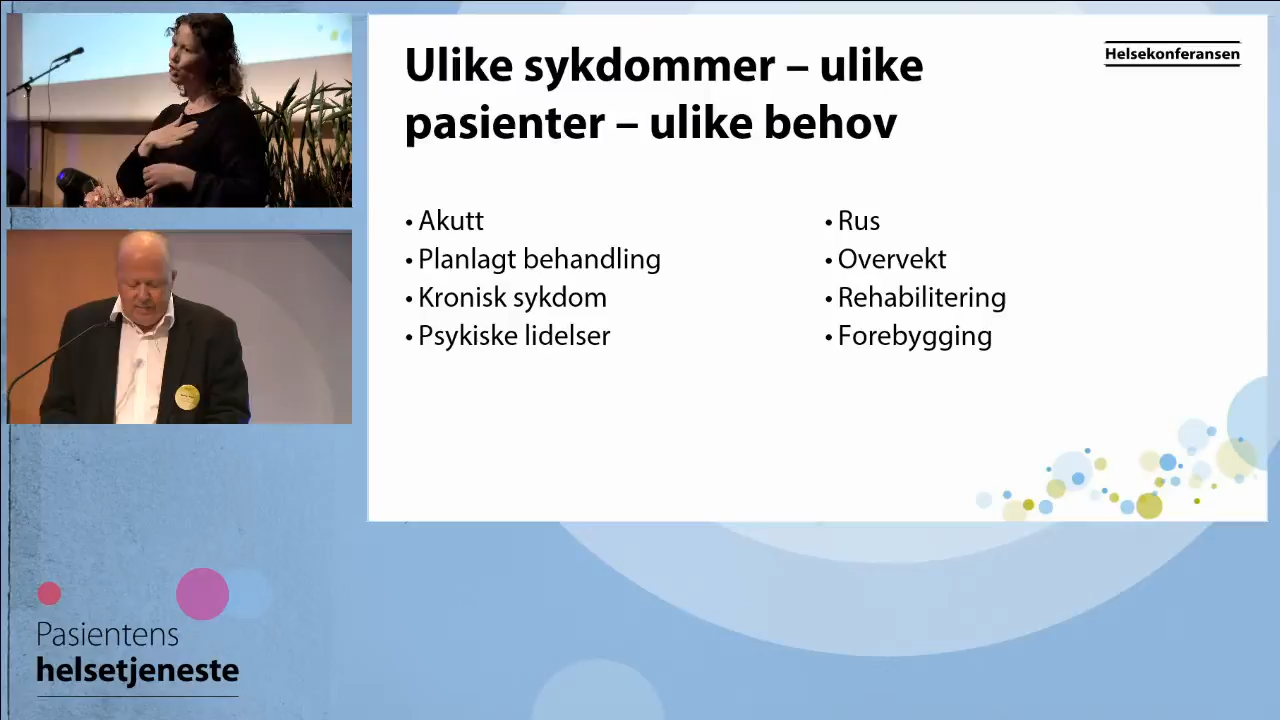 Ulike sykdommer – ulike
pasienter – ulike behov
Helsekonferansen
• Akutt
• Planlagt behandling
• Kronisk sykdom
• Psykiske lidelser
• Rus
• Overvekt
• Rehabilitering
• Forebygging
Pasientens
helsetjeneste